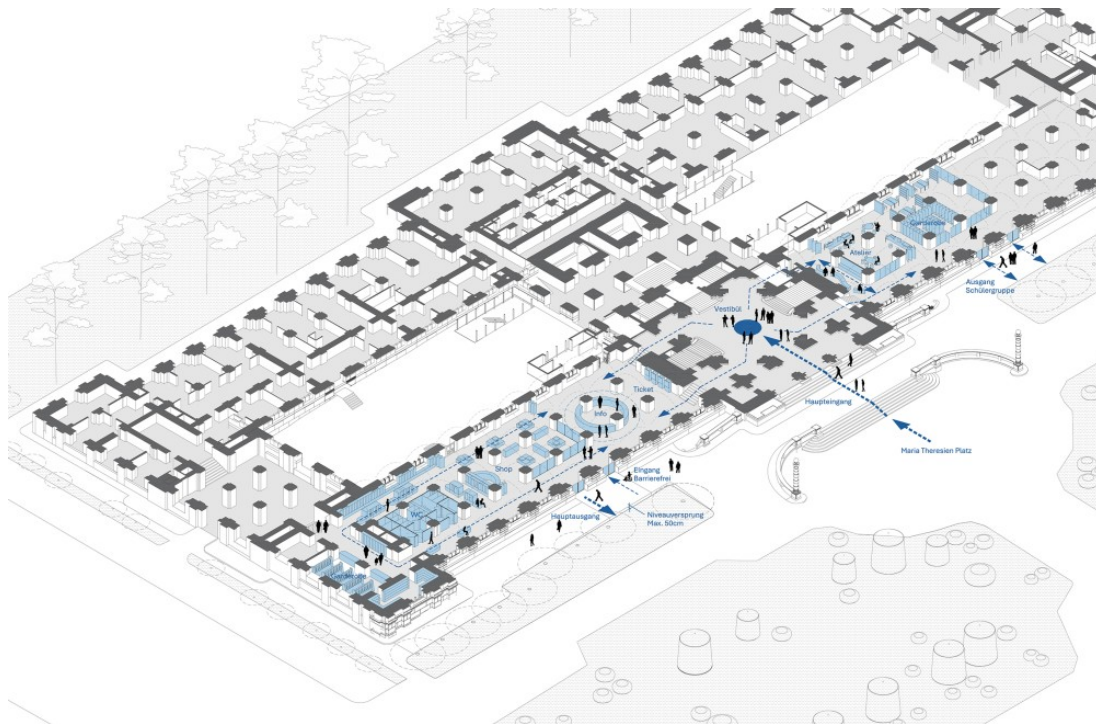 Garderobe
Atelier
Ausgang
Schülergruppe
Vestibül
Haupteingang
Maria Theresien Platz
Ticket
Info
Shop
Eingang
Barrierefrei
WC
Hauptausgang
Niveauversprung
Max. 50cm
Garderobe